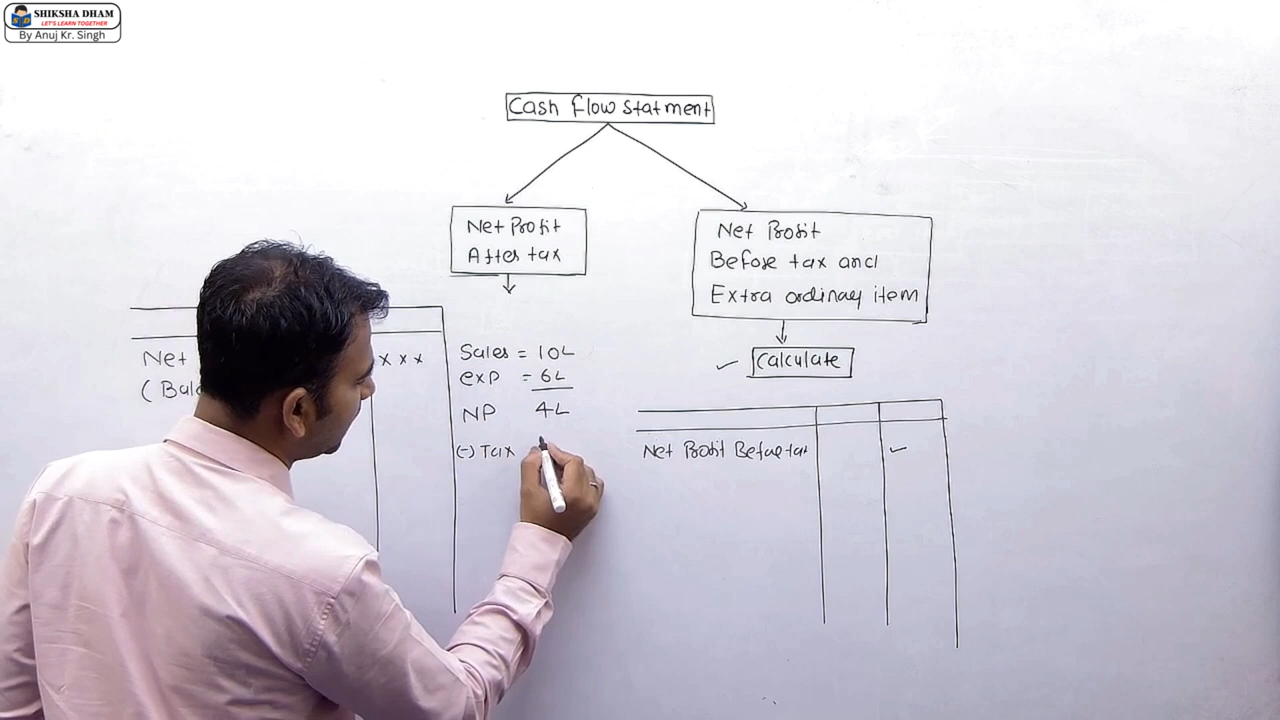 SHIKSHA DHAM
LET'S LEARN TOGETHER
By Anuj Kr. Singh
Cash flow statment
Net Profit
After tax
Net Profit
Before tax and
Extra ordinary item
Calculate
Net
x x x
Sales = 10L
exp = 6L
NP 4L
(-) Tax
Net Profit Before tax